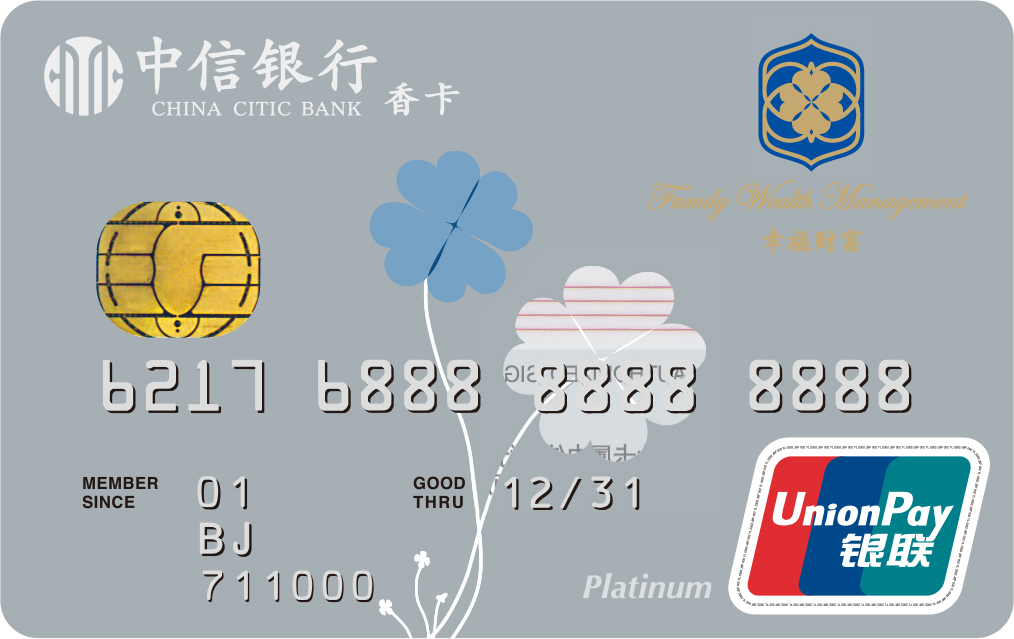 中信银行
CHINA CITIC BANK 香卡
Family Wealth Management
幸福財富
6217 6888 8888 8888
MEMBER SINCE 01
GOOD THRU 12/31
BJ
711000
Platinum
UnionPay
银联